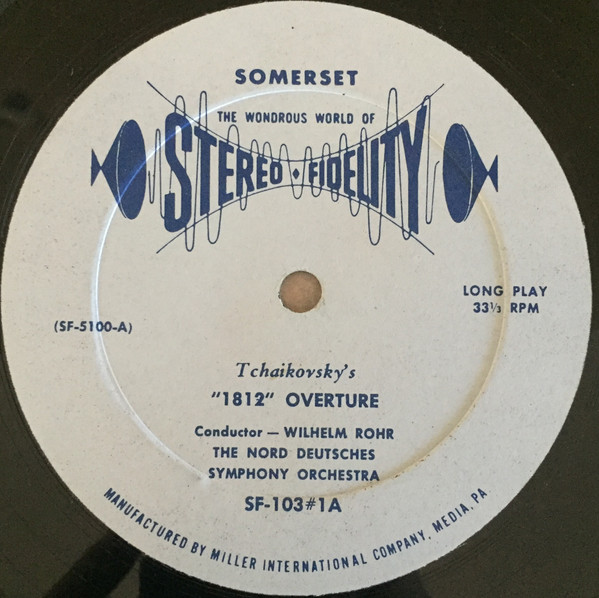 SOMERSET
THE WONDROUS WORLD OF
STEREO • FIDELITY
LONG PLAY
33⅓ RPM
(SF-5100-A)
Tchaikovsky's
"1812" OVERTURE
Conductor — WILHELM ROHR
THE NORD DEUTSCHES
SYMPHONY ORCHESTRA
SF-103#1A
MANUFACTURED BY MILLER INTERNATIONAL COMPANY, MEDIA, PA